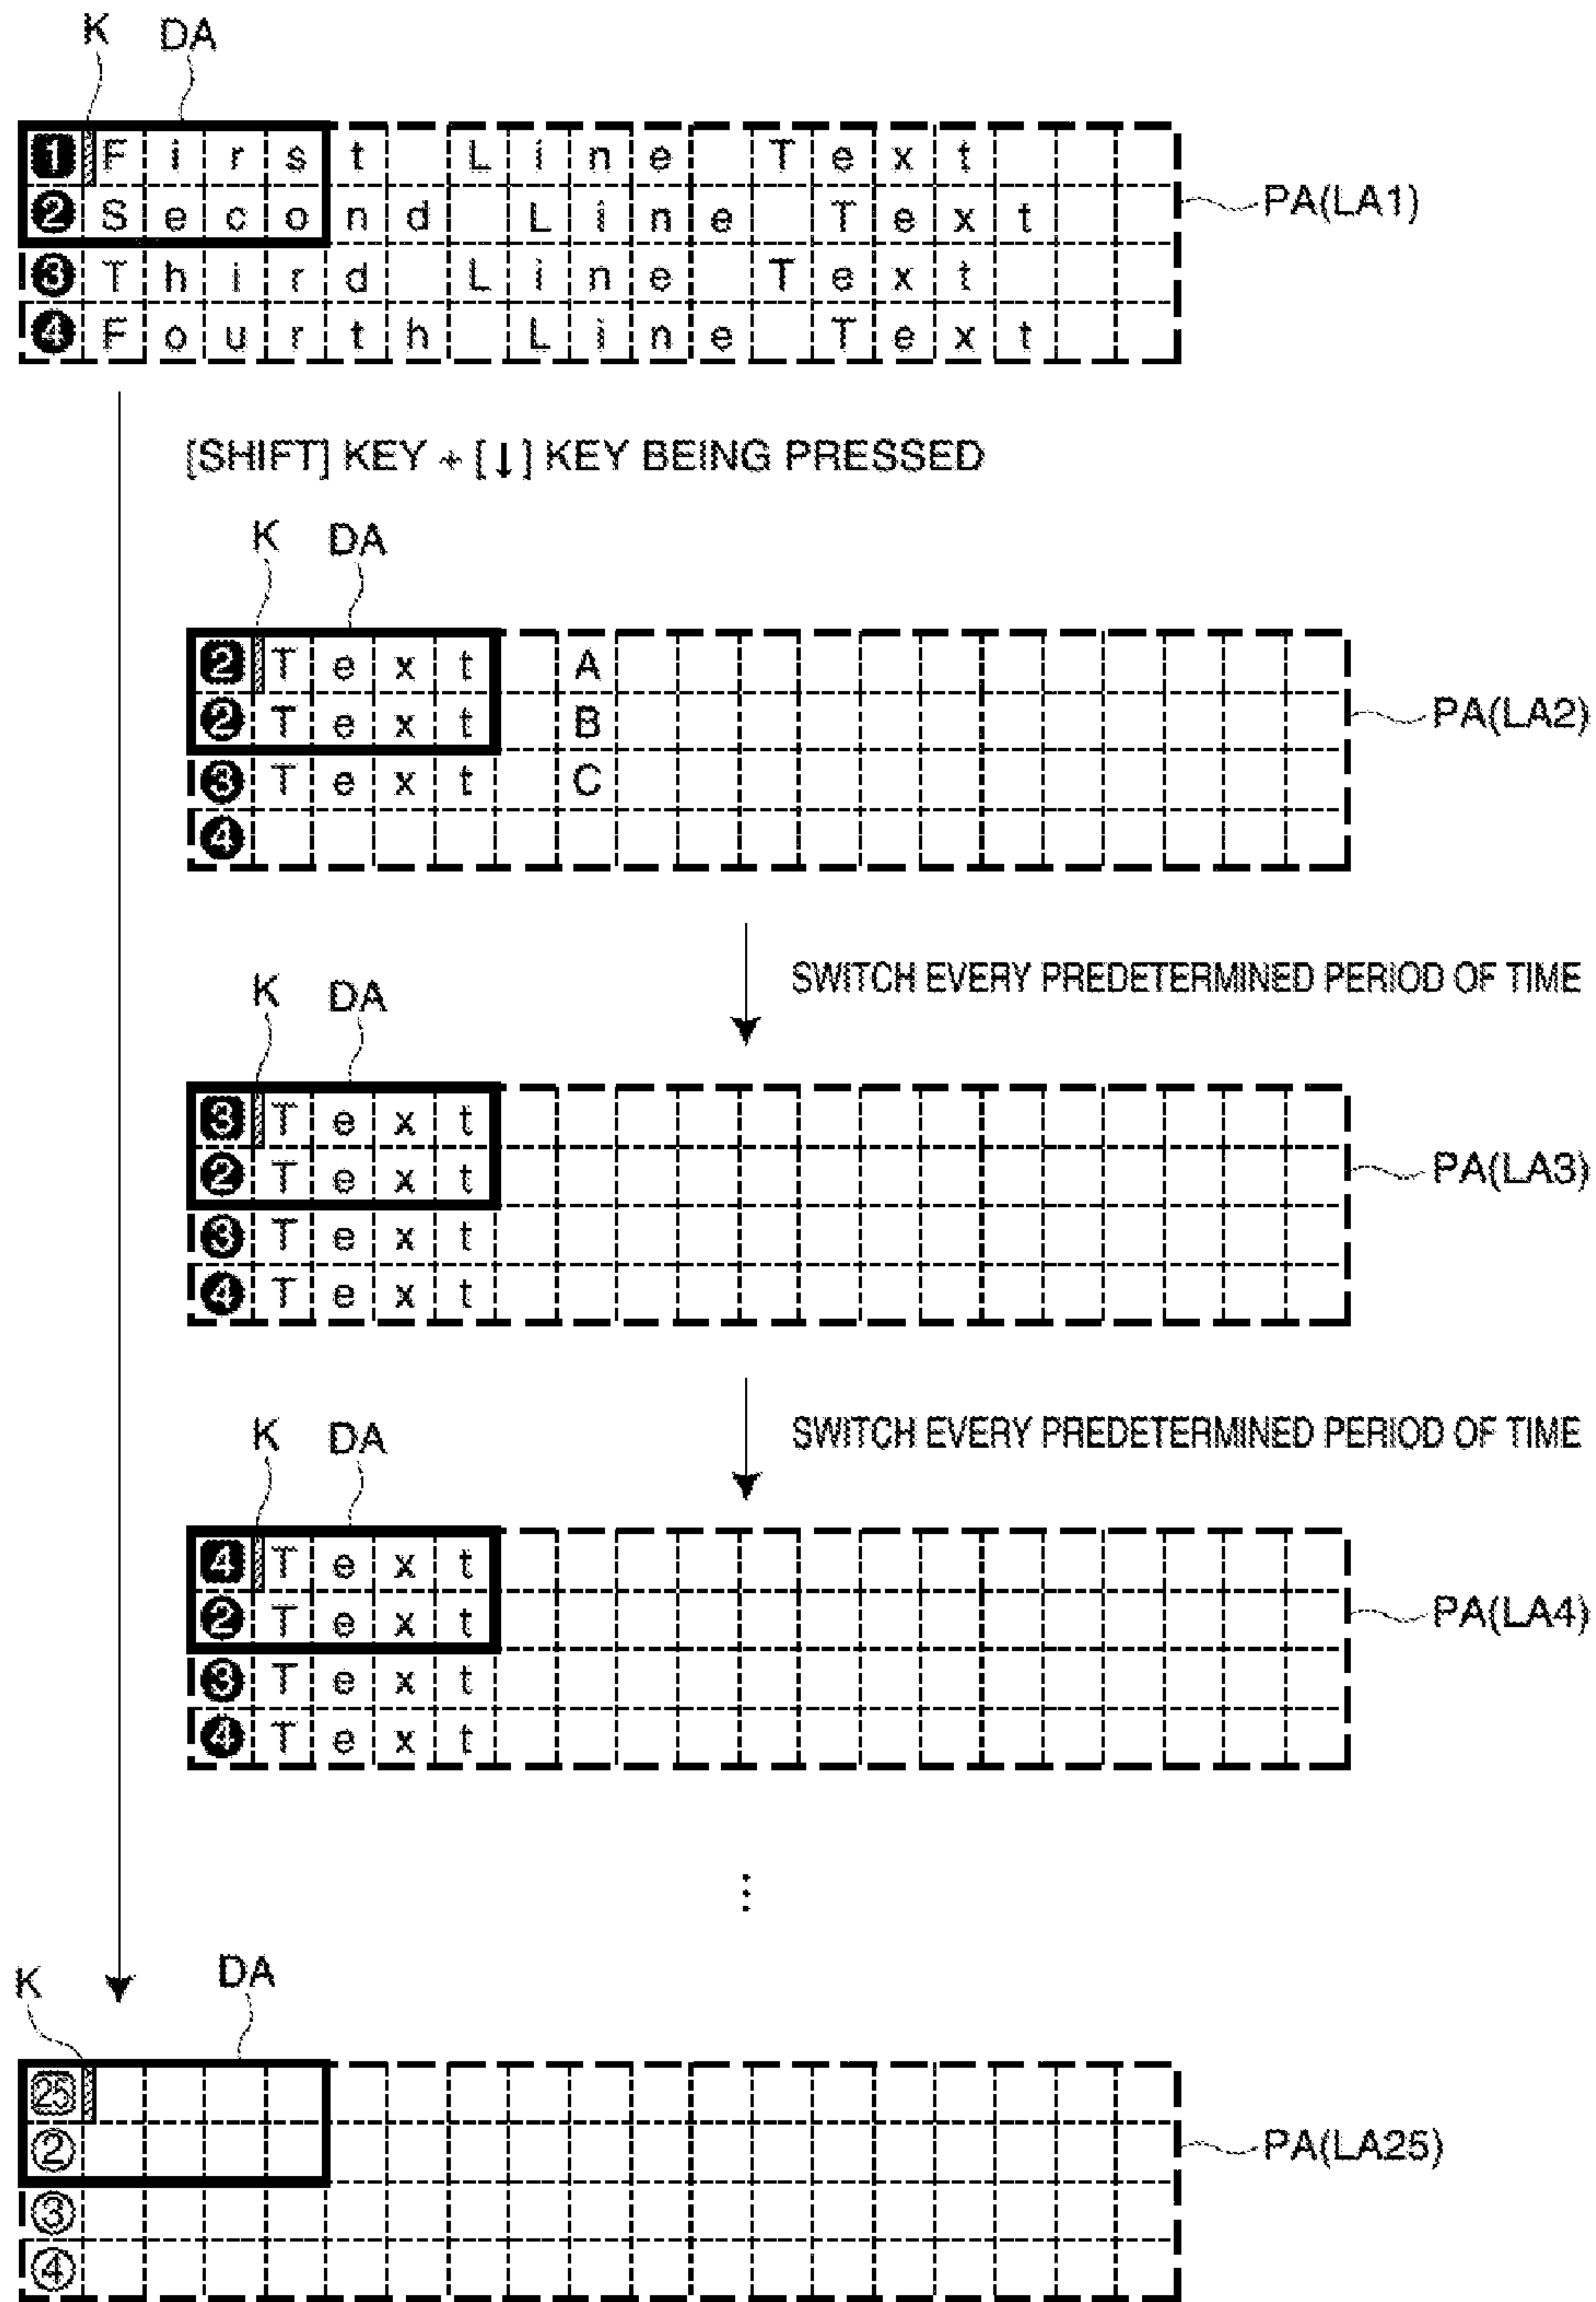 K DA
1 First Line Text
2 Second Line Text
PA(LA1)
3 Third Line Text
4 Fourth Line Text
[SHIFT] KEY + [↓] KEY BEING PRESSED
K DA
2 Text A
2 Text B
PA(LA2)
3 Text C
4
SWITCH EVERY PREDETERMINED PERIOD OF TIME
K DA
3 Text
2 Text
PA(LA3)
3 Text
4 Text
SWITCH EVERY PREDETERMINED PERIOD OF TIME
K DA
4 Text
2 Text
PA(LA4)
3 Text
4 Text
⋮
K DA
25
2
PA(LA25)
3
4